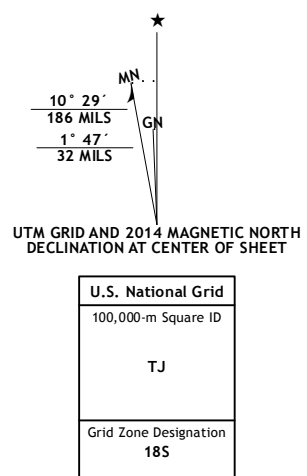 ★
MN
GN
10° 29´
186 MILS
1° 47´
32 MILS
UTM GRID AND 2014 MAGNETIC NORTH
DECLINATION AT CENTER OF SHEET
U.S. National Grid
100,000-m Square ID
TJ
Grid Zone Designation
18S